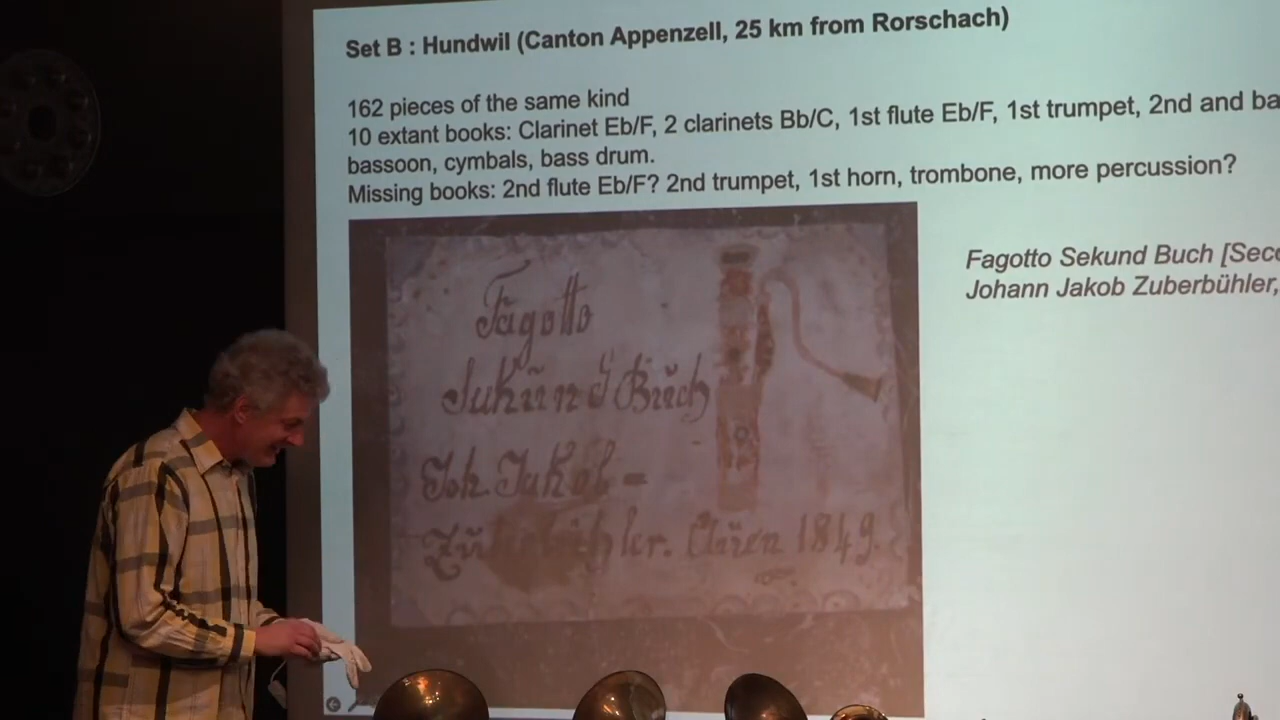 Set B : Hundwil (Canton Appenzell, 25 km from Rorschach)
162 pieces of the same kind
10 extant books: Clarinet Eb/F, 2 clarinets Bb/C, 1st flute Eb/F, 1st trumpet, 2nd and ba
bassoon, cymbals, bass drum.
Missing books: 2nd flute Eb/F? 2nd trumpet, 1st horn, trombone, more percussion?
Fagotto Sekund Buch [Seco
Johann Jakob Zuberbühler,
Fagotto
Sekund Buch
Joh. Jakob -
1849.